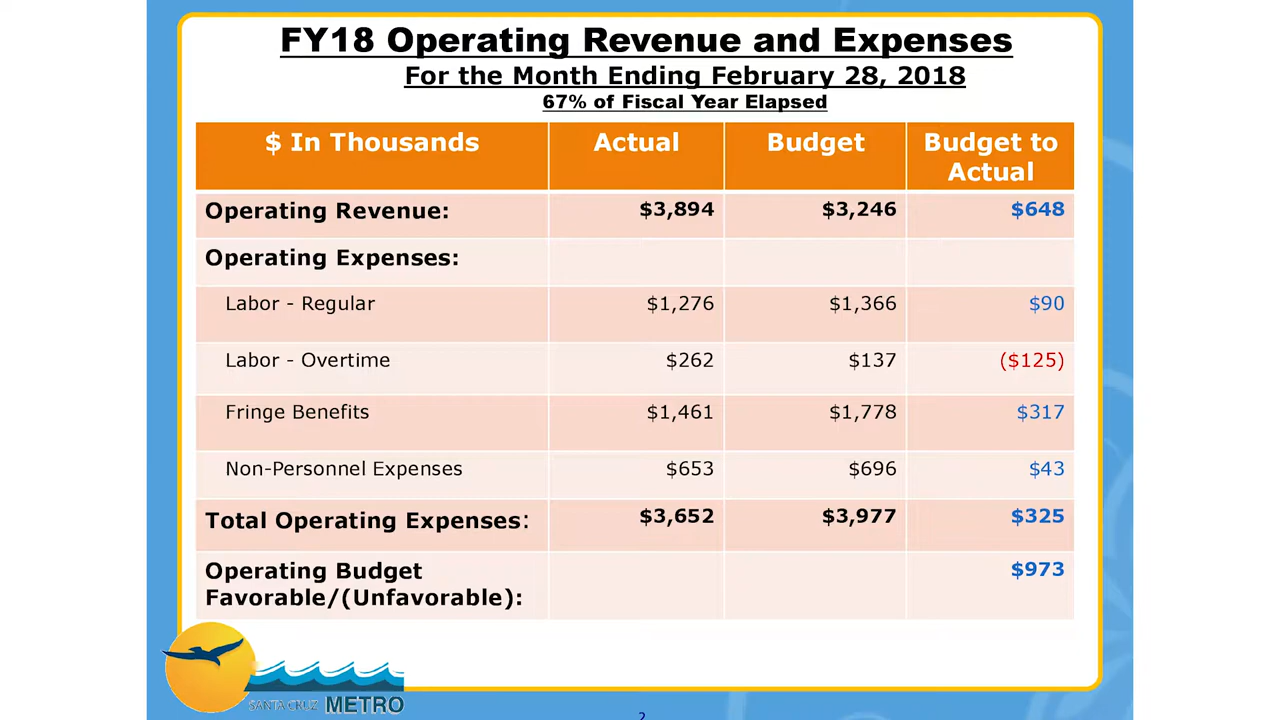 FY18 Operating Revenue and Expenses
For the Month Ending February 28, 2018
67% of Fiscal Year Elapsed
$ In Thousands Actual Budget Budget to
Actual
Operating Revenue: $3,894 $3,246 $648
Operating Expenses:
Labor - Regular $1,276 $1,366 $90
Labor - Overtime $262 $137 ($125)
Fringe Benefits $1,461 $1,778 $317
Non-Personnel Expenses $653 $696 $43
Total Operating Expenses: $3,652 $3,977 $325
Operating Budget $973
Favorable/(Unfavorable):
SANTA CRUZ METRO
2